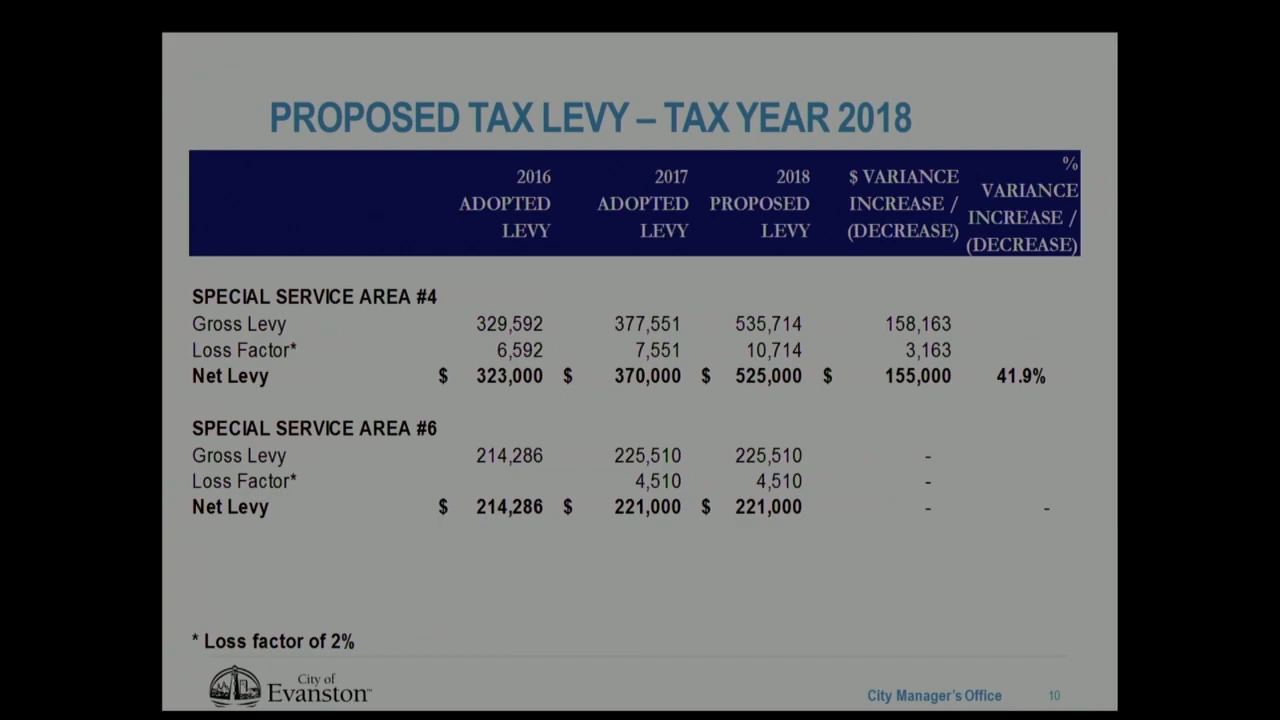 PROPOSED TAX LEVY – TAX YEAR 2018
2016 ADOPTED LEVY
2017 ADOPTED LEVY
2018 PROPOSED LEVY
$ VARIANCE INCREASE / (DECREASE)
% VARIANCE INCREASE / (DECREASE)
SPECIAL SERVICE AREA #4
Gross Levy 329,592 377,551 535,714 158,163
Loss Factor* 6,592 7,551 10,714 3,163
Net Levy $ 323,000 $ 370,000 $ 525,000 $ 155,000 41.9%
SPECIAL SERVICE AREA #6
Gross Levy 214,286 225,510 225,510 -
Loss Factor* 4,510 4,510 -
Net Levy $ 214,286 $ 221,000 $ 221,000 - -
* Loss factor of 2%
City of
Evanston™
City Manager's Office 10